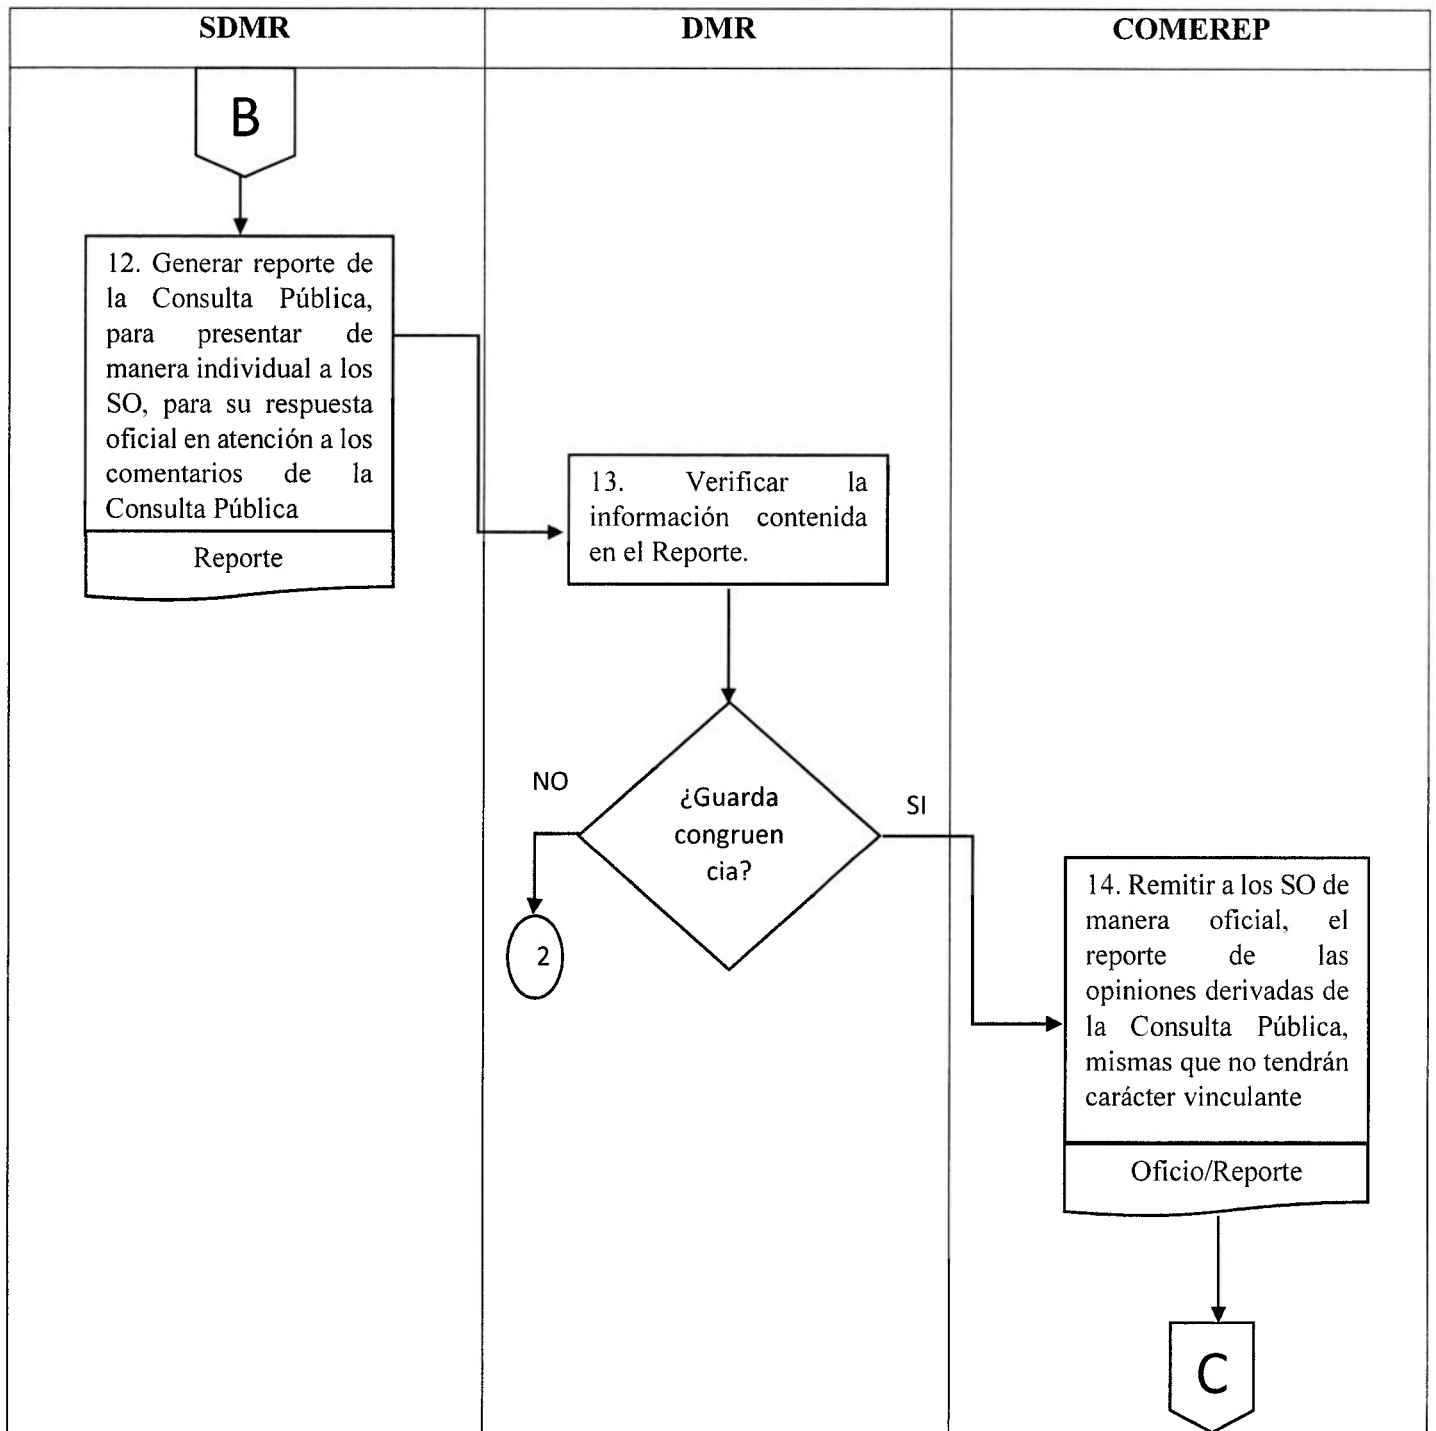 SDMR
DMR
COMEREP
B
12. Generar reporte de
la Consulta Pública,
para presentar de
manera individual a los
SO, para su respuesta
oficial en atención a los
comentarios de la
Consulta Pública
Reporte
13. Verificar la
información contenida
en el Reporte.
¿Guarda
congruen
cia?
NO
SI
2
14. Remitir a los SO de
manera oficial, el
reporte de las
opiniones derivadas de
la Consulta Pública,
mismas que no tendrán
carácter vinculante
Oficio/Reporte
C